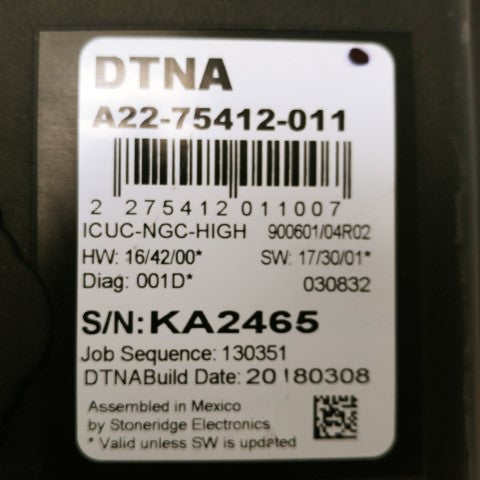 DTNA
A22-75412-011
2 275412 011007
ICUC-NGC-HIGH 900601/04R02
HW: 16/42/00* SW: 17/30/01*
Diag: 001D* 030832
S/N: KA2465
Job Sequence: 130351
DTNABuild Date: 20180308
Assembled in Mexico
by Stoneridge Electronics
* Valid unless SW is updated